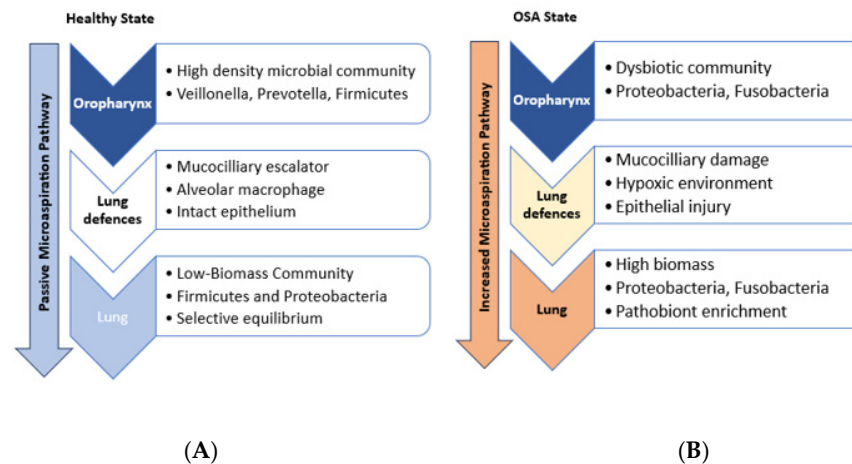 Healthy State
Passive Microaspiration Pathway
Oropharynx
• High density microbial community
• Veillonella, Prevotella, Firmicutes
Lung
defences
• Mucocilliary escalator
• Alveolar macrophage
• Intact epithelium
Lung
• Low-Biomass Community
• Firmicutes and Proteobacteria
• Selective equilibrium
(A)
OSA State
Increased Microaspiration Pathway
Oropharynx
• Dysbiotic community
• Proteobacteria, Fusobacteria
Lung
defences
• Mucocilliary damage
• Hypoxic environment
• Epithelial injury
Lung
• High biomass
• Proteobacteria, Fusobacteria
• Pathobiont enrichment
(B)